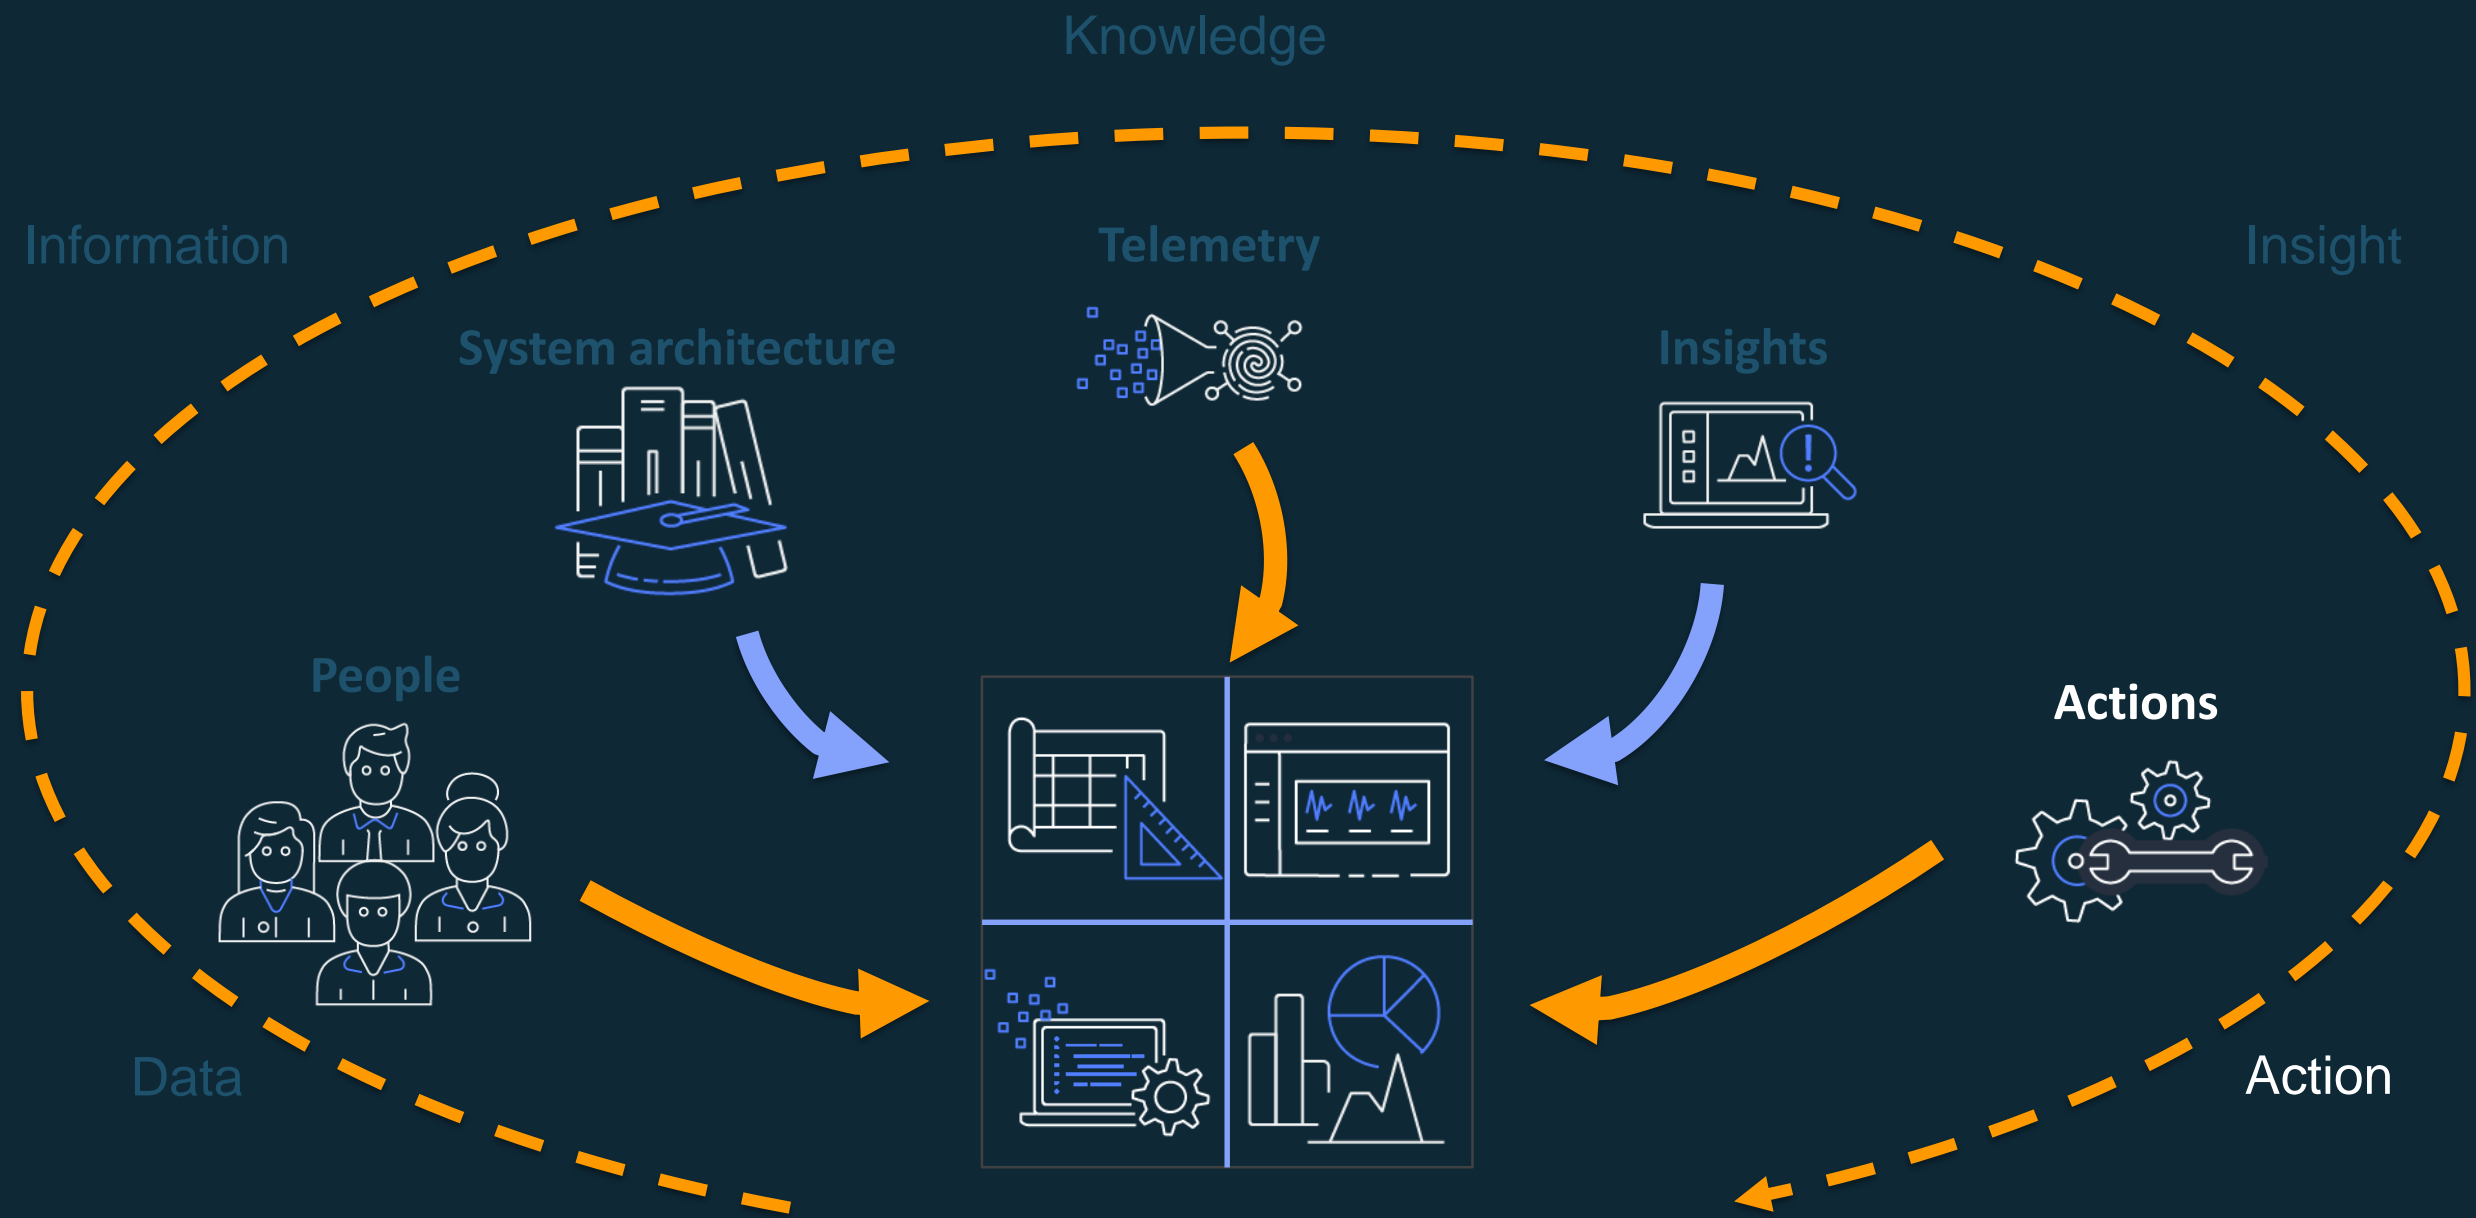 Knowledge
Information
Telemetry
Insight
System architecture
Insights
People
Actions
Data
Action